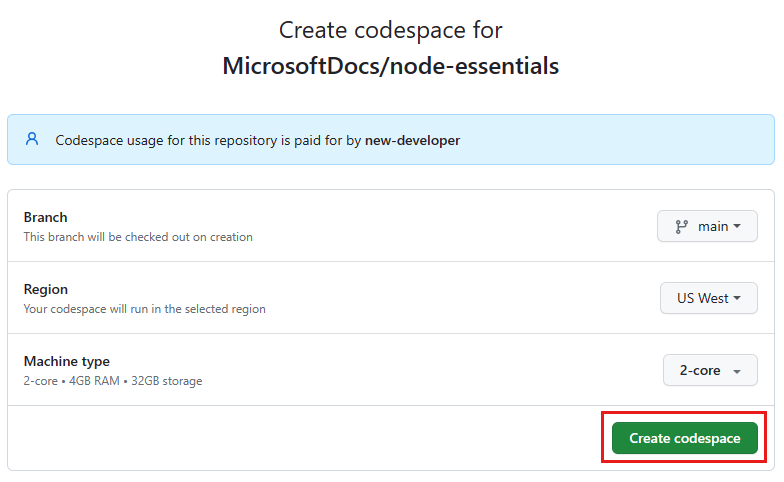 Create codespace for
MicrosoftDocs/node-essentials
Codespace usage for this repository is paid for by new-developer
Branch
This branch will be checked out on creation
main
Region
Your codespace will run in the selected region
US West
Machine type
2-core • 4GB RAM • 32GB storage
2-core
Create codespace